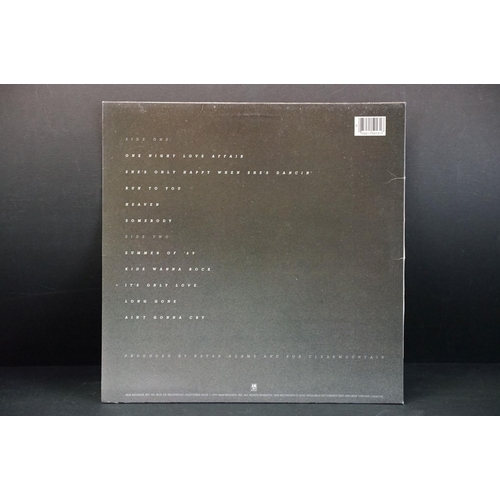 SIDE ONE
ONE NIGHT LOVE AFFAIR
SHE'S ONLY HAPPY WHEN SHE'S DANCIN'
RUN TO YOU
HEAVEN
SOMEBODY
SIDE TWO
SUMMER OF '69
KIDS WANNA ROCK
IT'S ONLY LOVE
LONG GONE
AIN'T GONNA CRY
PRODUCED BY BRYAN ADAMS AND BOB CLEARMOUNTAIN